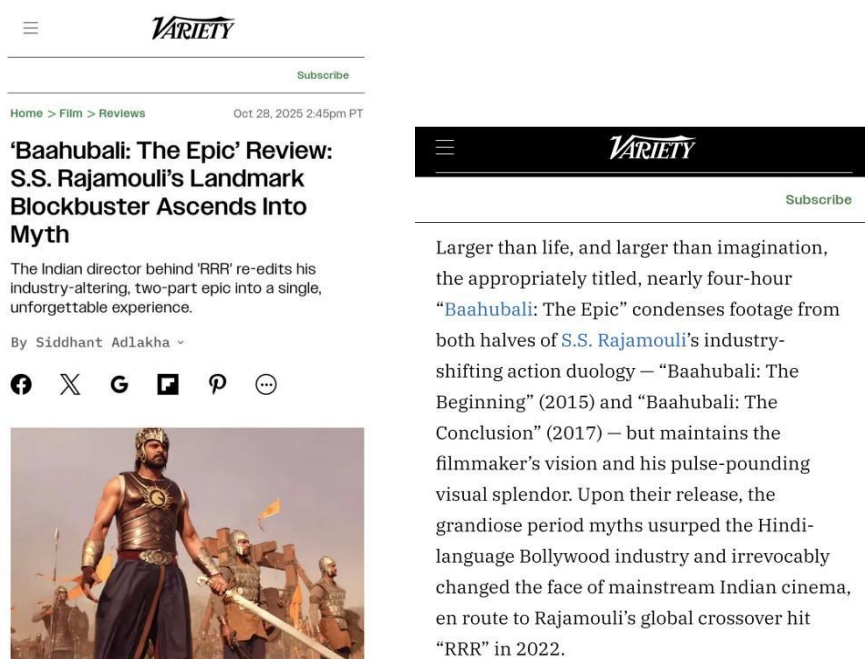 VARIETY
Subscribe
Home > Film > Reviews
Oct 28, 2025 2:45pm PT
‘Baahubali: The Epic’ Review:
S.S. Rajamouli’s Landmark
Blockbuster Ascends Into
Myth
The Indian director behind 'RRR' re-edits his
industry-altering, two-part epic into a single,
unforgettable experience.
By Siddhant Adlakha
VARIETY
Subscribe
Larger than life, and larger than imagination,
the appropriately titled, nearly four-hour
“Baahubali: The Epic” condenses footage from
both halves of S.S. Rajamouli’s industry-
shifting action duology — “Baahubali: The
Beginning” (2015) and “Baahubali: The
Conclusion” (2017) — but maintains the
filmmaker’s vision and his pulse-pounding
visual splendor. Upon their release, the
grandiose period myths usurped the Hindi-
language Bollywood industry and irrevocably
changed the face of mainstream Indian cinema,
en route to Rajamouli’s global crossover hit
“RRR” in 2022.